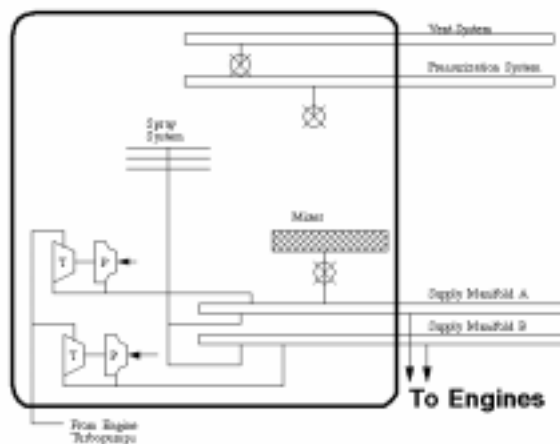 Vent System
Pressurization System
Spray
System
Mixer
T
P
Supply Manifold A
Supply Manifold B
T
P
To Engines
From Engine
Turbopumps